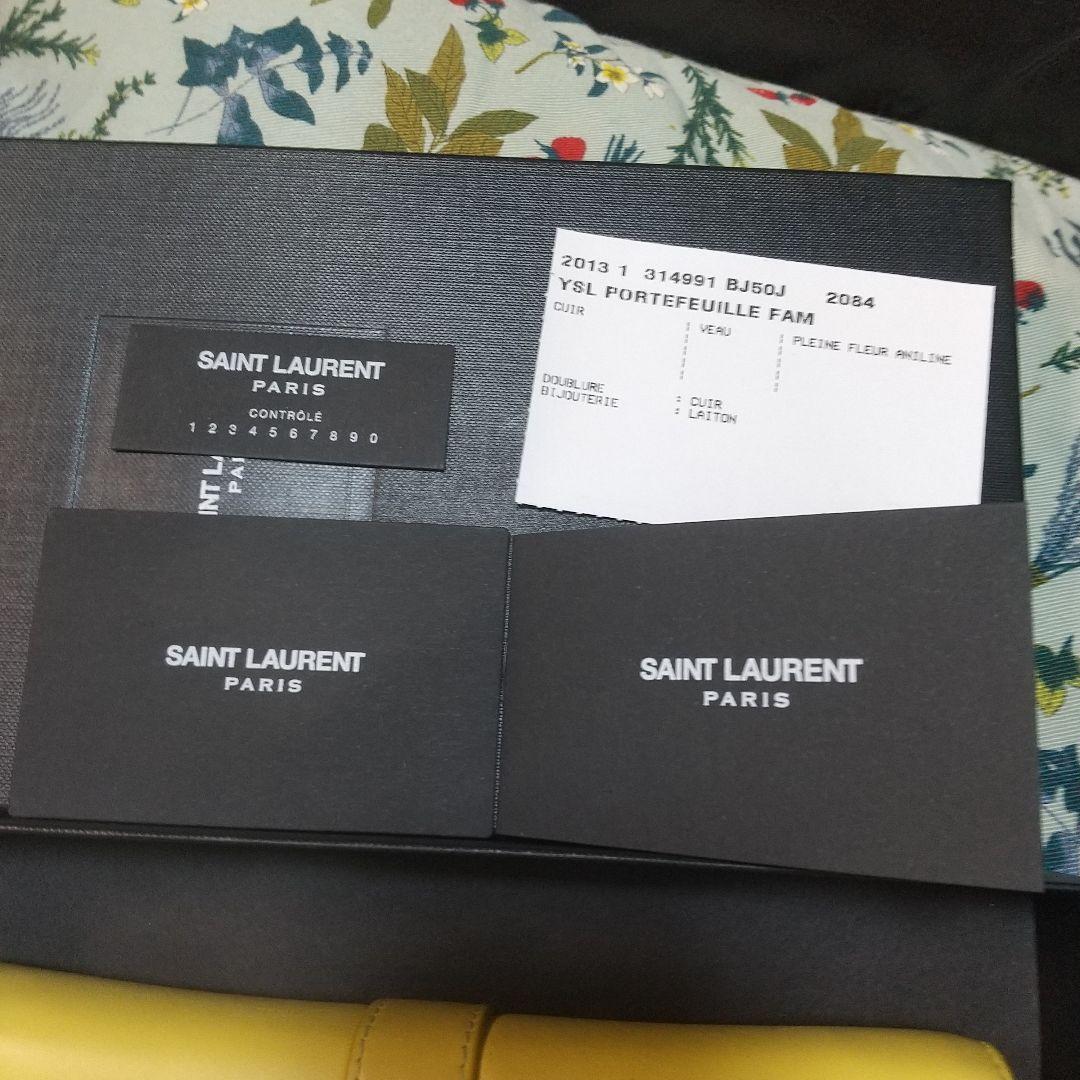 2013 1 314991 BJ50J 2084
YSL PORTEFEUILLE FAM
CUIR | VEAU | PLEINE FLEUR ANILINE
DOUBLURE : CUIR
BIJOUTERIE : LAITON
SAINT LAURENT
PARIS
CONTRÔLÉ
1 2 3 4 5 6 7 8 9 0
SAINT LAURENT
PARIS
SAINT LAURENT
PARIS